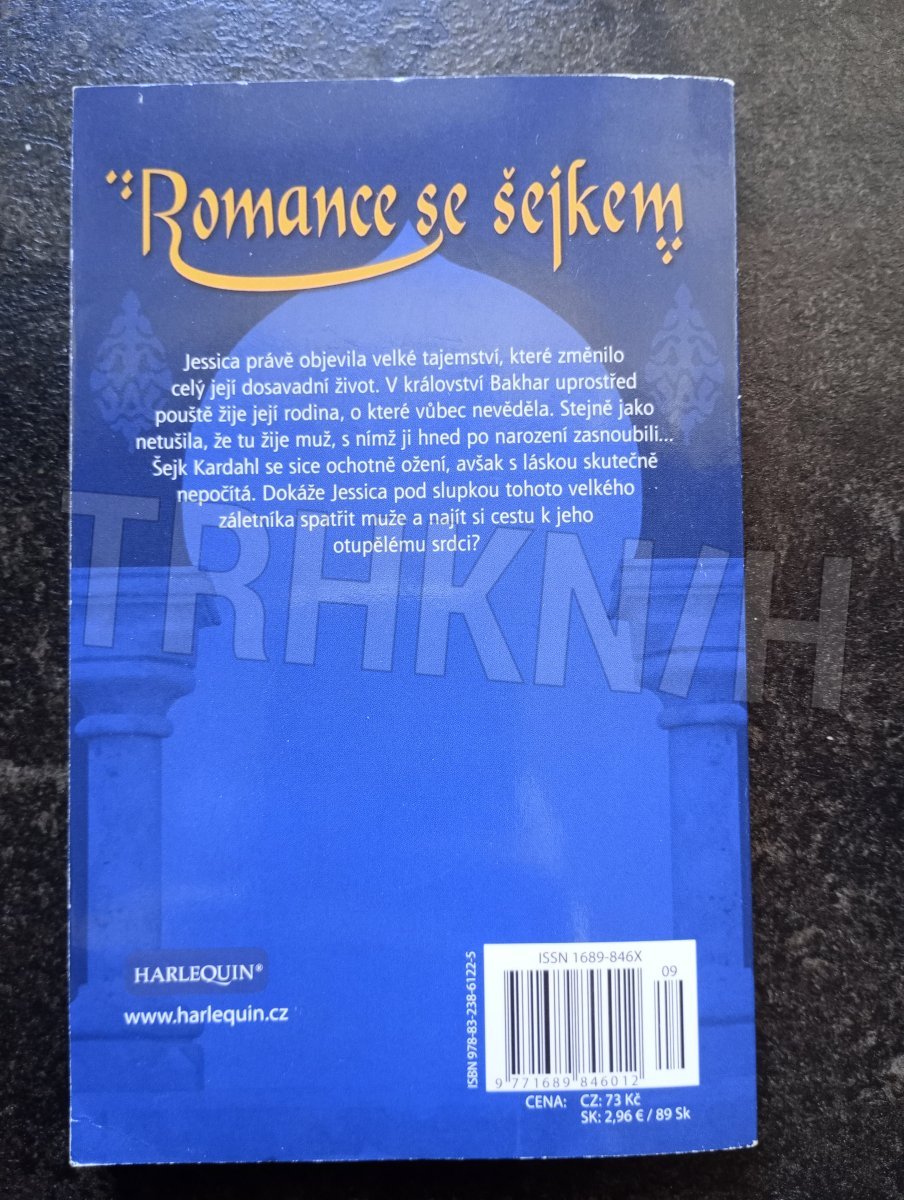 Romance se šejkem
Jessica právě objevila velké tajemství, které změnilo
celý její dosavadní život. V království Bakhar uprostřed
pouště žije její rodina, o které vůbec nevěděla. Stejně jako
netušila, že tu žije muž, s nímž ji hned po narození zasnoubili...
Šejk Kardahl se sice ochotně ožení, avšak s láskou skutečně
nepočítá. Dokáže Jessica pod slupkou tohoto velkého
záletníka spatřit muže a najít si cestu k jeho
otupělému srdci?
TRHKNIH
HARLEQUIN®
www.harlequin.cz
ISBN 978-83-238-6122-5
ISSN 1689-846X
09
9 771689 846012
CENA: CZ: 73 Kč
SK: 2,96 € / 89 Sk